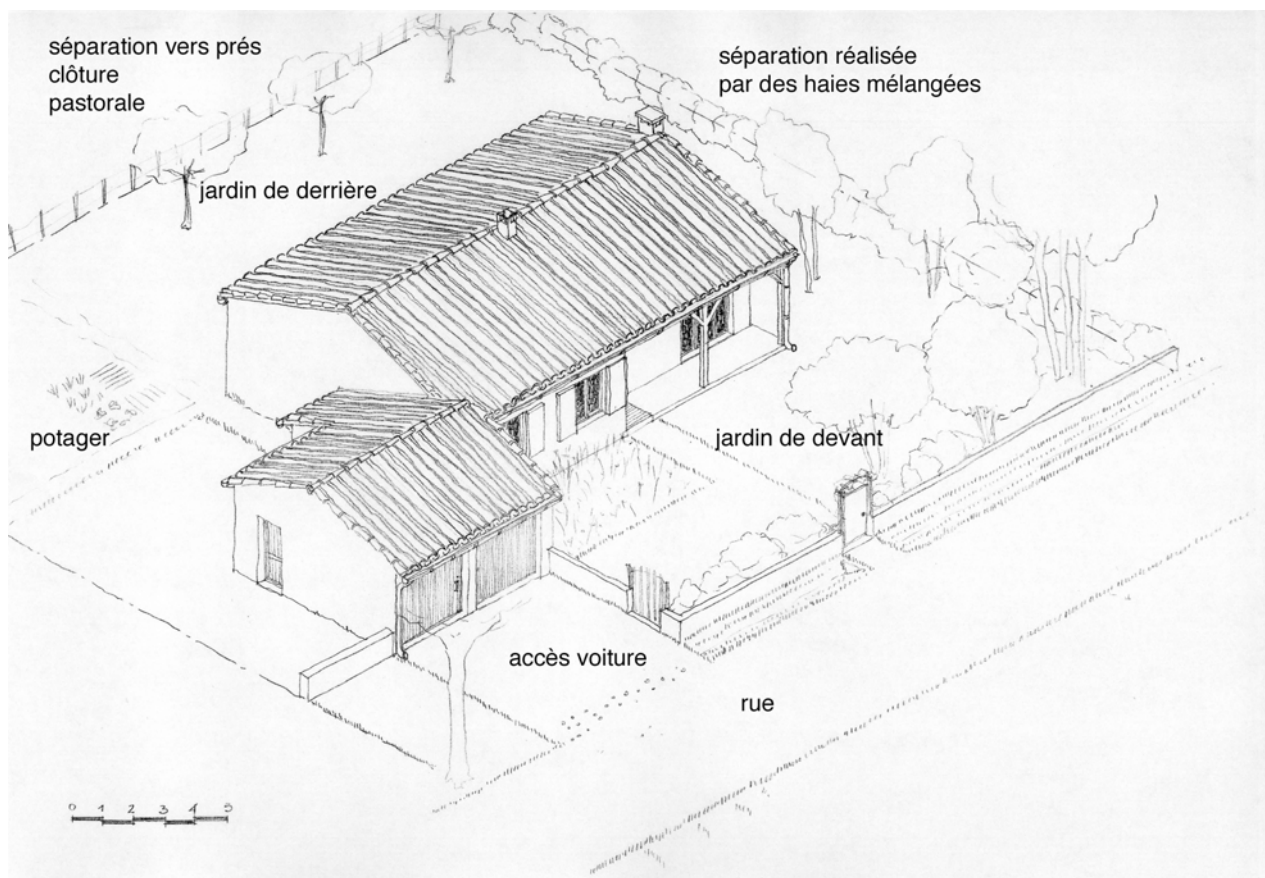 séparation vers prés
clôture
pastorale
séparation réalisée
par des haies mélangées
jardin de derrière
potager
jardin de devant
accès voiture
rue
0 1 2 3 4 5